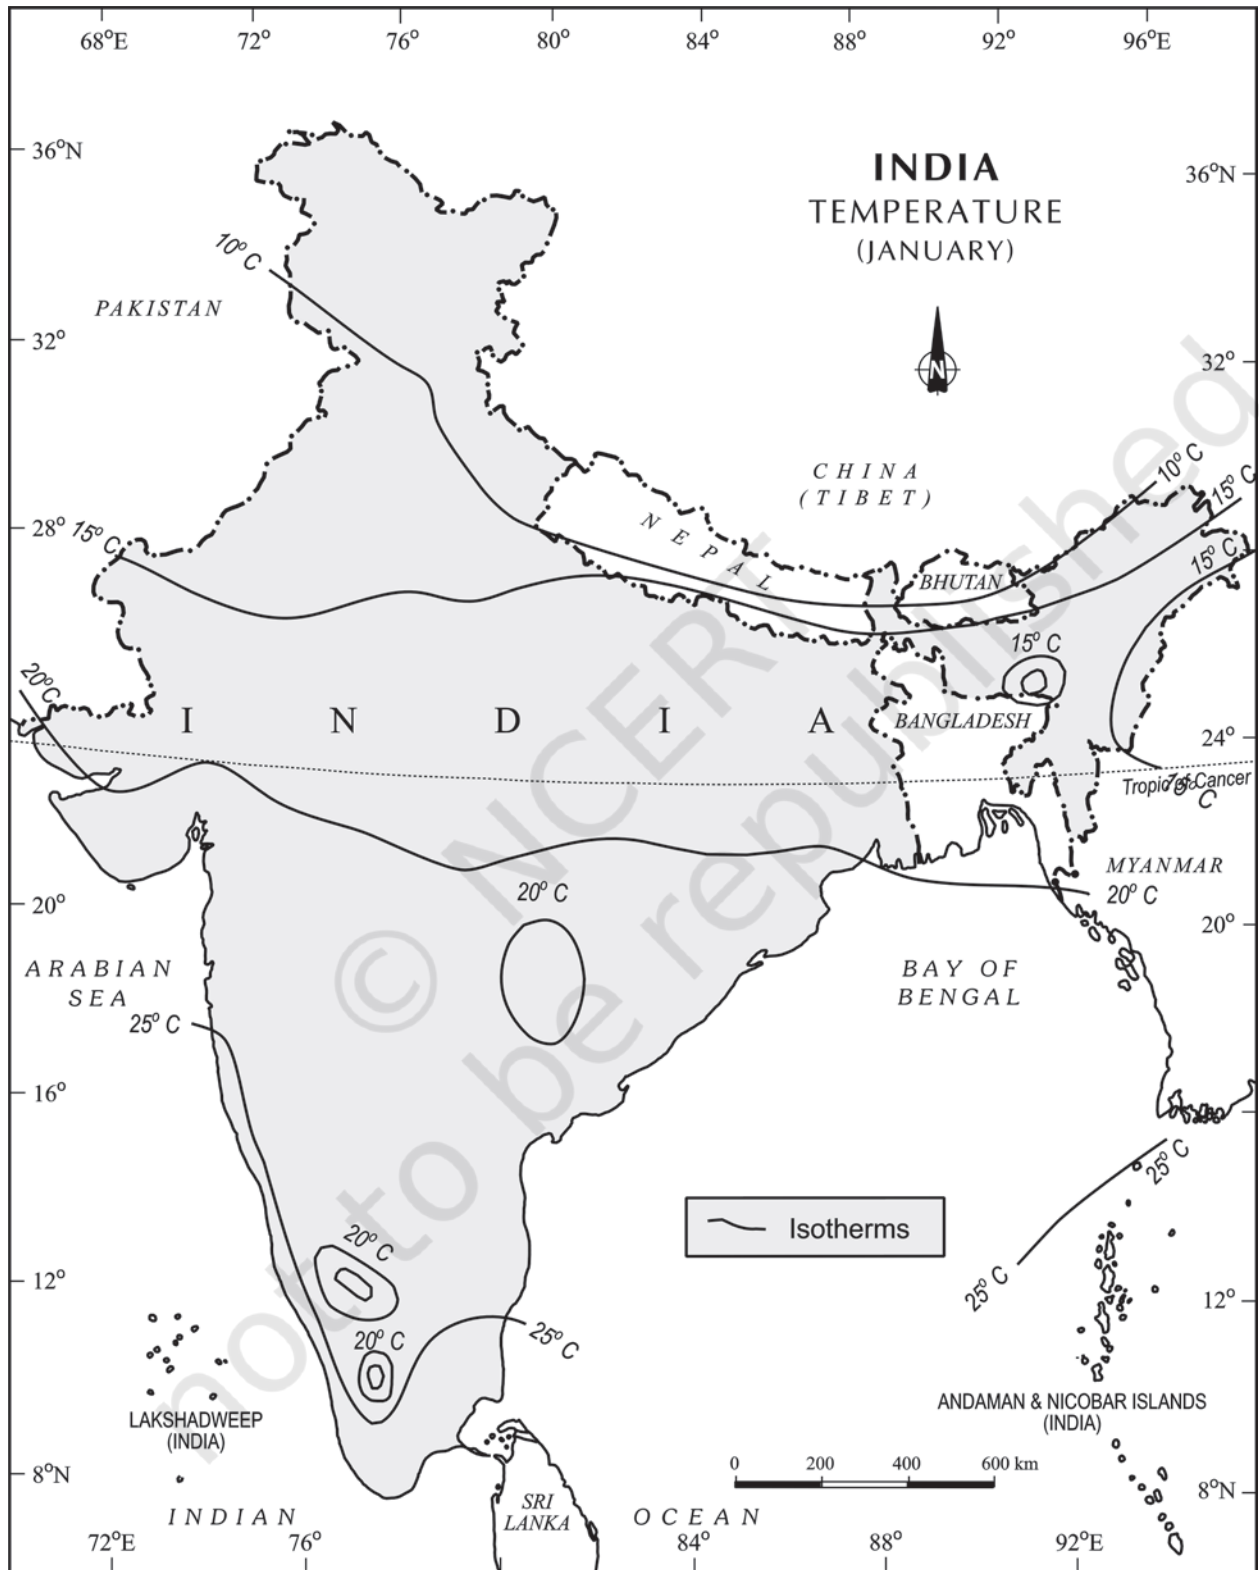 68°E 72° 76° 80° 84° 88° 92° 96°E
36°N
INDIA
TEMPERATURE
(JANUARY)
36°N
10° C
PAKISTAN
N
32°
32°
CHINA
(TIBET)
10° C
15° C
28°
15° C
NEPAL
BHUTAN
15° C
15° C
20° C
INDIA
BANGLADESH
24°
Tropic of Cancer
15° C
MYANMAR
20° C
20° C
20°
20°
ARABIAN
SEA
BAY OF
BENGAL
25° C
16°
25° C
Isotherms
20° C
25° C
12°
12°
20° C
25° C
LAKSHADWEEP
(INDIA)
ANDAMAN & NICOBAR ISLANDS
(INDIA)
0 200 400 600 km
8°N
8°N
SRI
LANKA
INDIAN OCEAN
72° 76° 84° 88° 92°E
© NCERT
not to be republished